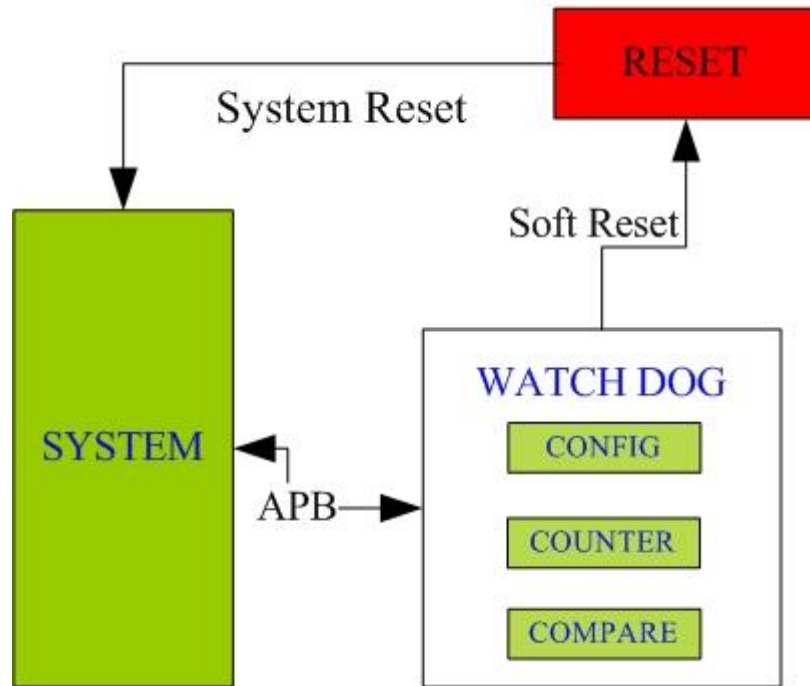 RESET
System Reset
Soft Reset
WATCH DOG
SYSTEM
CONFIG
APB
COUNTER
COMPARE